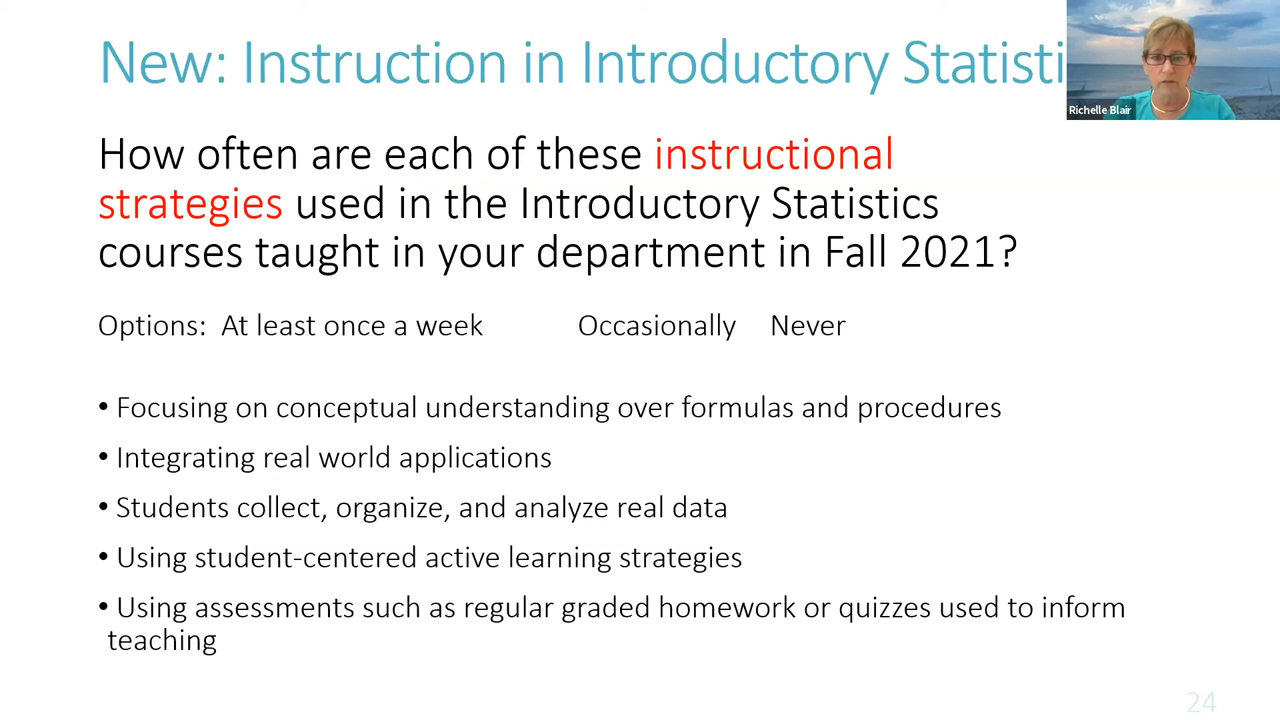 New: Instruction in Introductory Statisti
Richelle Blair
How often are each of these instructional
strategies used in the Introductory Statistics
courses taught in your department in Fall 2021?
Options: At least once a week Occasionally Never
• Focusing on conceptual understanding over formulas and procedures
• Integrating real world applications
• Students collect, organize, and analyze real data
• Using student-centered active learning strategies
• Using assessments such as regular graded homework or quizzes used to inform
teaching
24